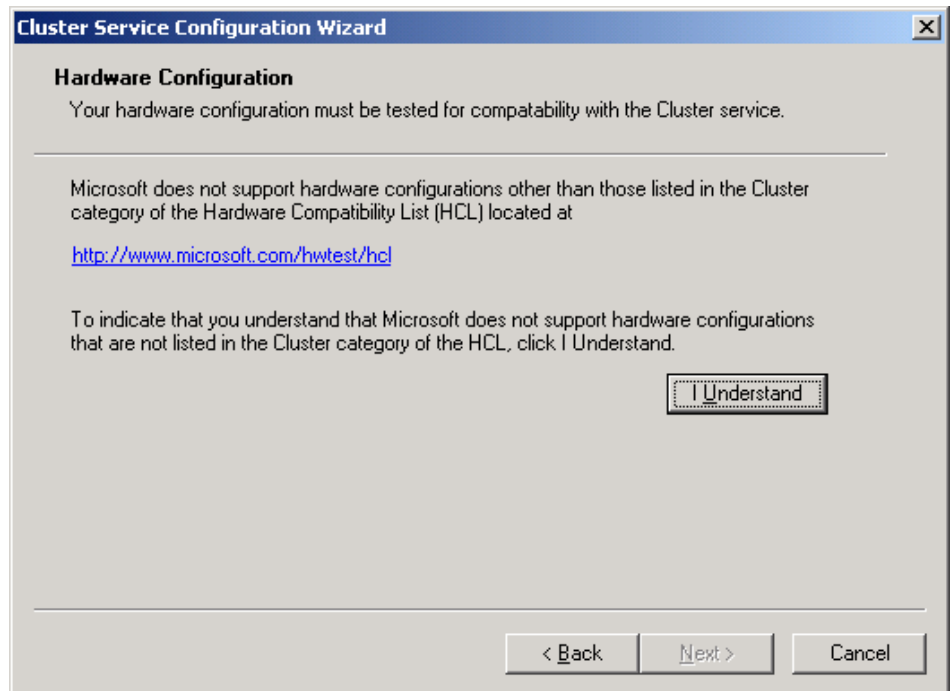 Cluster Service Configuration Wizard
Hardware Configuration
Your hardware configuration must be tested for compatability with the Cluster service.
Microsoft does not support hardware configurations other than those listed in the Cluster
category of the Hardware Compatibility List (HCL) located at
http://www.microsoft.com/hwtest/hcl
To indicate that you understand that Microsoft does not support hardware configurations
that are not listed in the Cluster category of the HCL, click I Understand.
I Understand
< Back Next > Cancel